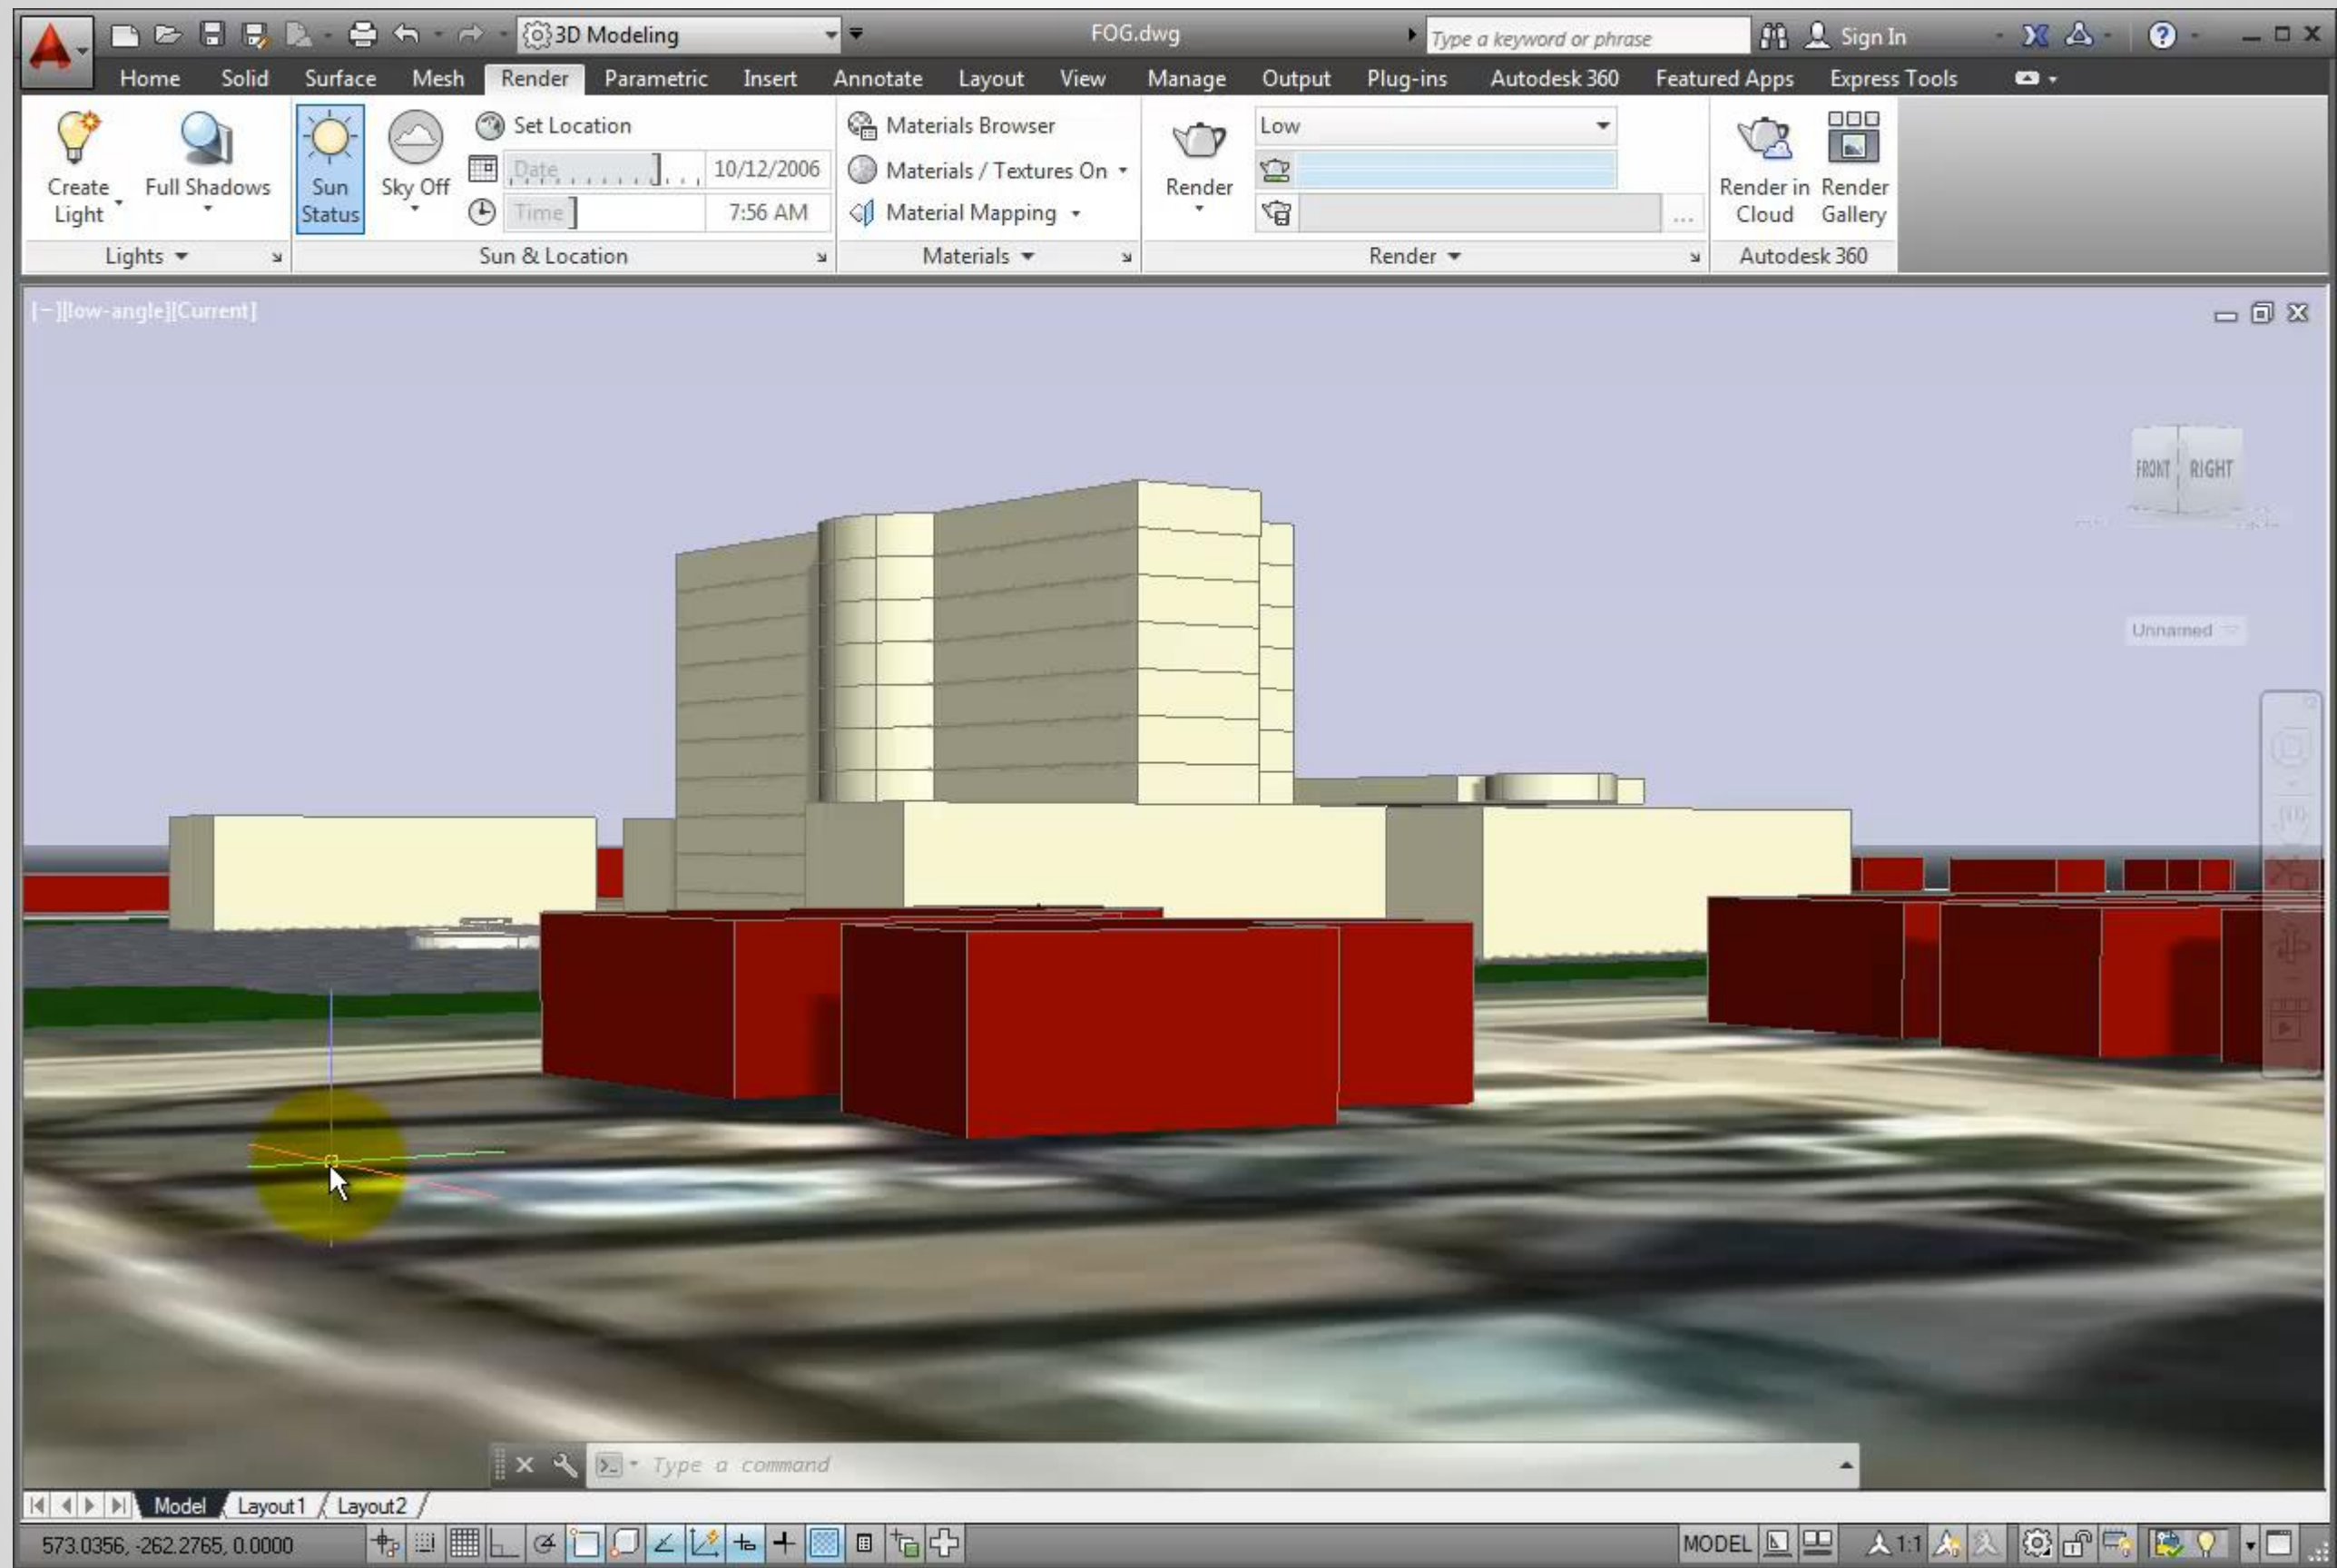 3D Modeling
FOG.dwg
Type a keyword or phrase
Sign In
Home Solid Surface Mesh Render Parametric Insert Annotate Layout View Manage Output Plug-ins Autodesk 360 Featured Apps Express Tools
Create Light
Full Shadows
Sun Status
Sky Off
Set Location
Date 10/12/2006
Time 7:56 AM
Materials Browser
Materials / Textures On
Material Mapping
Render
Low
...
Render in Cloud
Render Gallery
Lights
Sun & Location
Materials
Render
Autodesk 360
[−][low-angle][Current]
FRONT RIGHT
Unnamed
Type a command
Model Layout1 Layout2
573.0356, -262.2765, 0.0000
MODEL
1:1